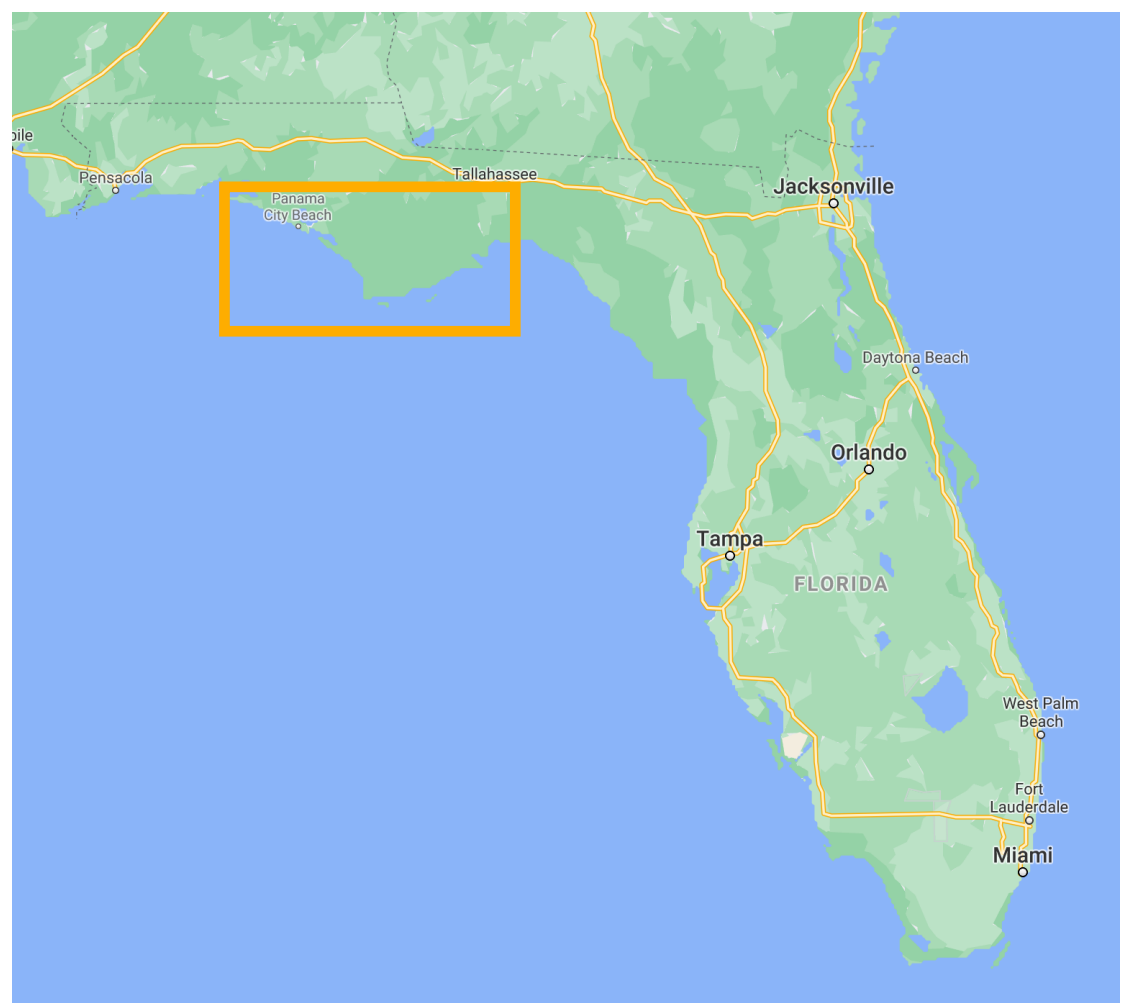 bile
Pensacola
Tallahassee
Panama
City Beach
Jacksonville
Daytona Beach
Orlando
Tampa
FLORIDA
West Palm
Beach
Fort
Lauderdale
Miami